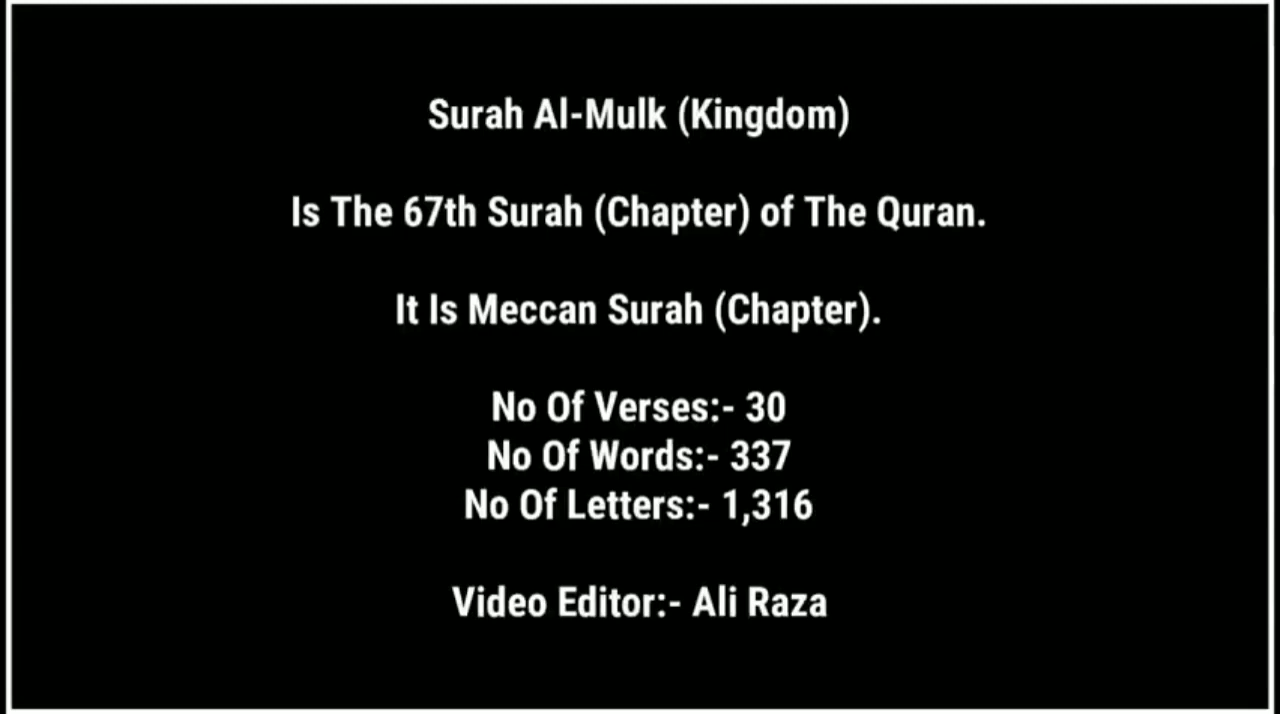 Surah Al-Mulk (Kingdom)
Is The 67th Surah (Chapter) of The Quran.
It Is Meccan Surah (Chapter).
No Of Verses:- 30
No Of Words:- 337
No Of Letters:- 1,316
Video Editor:- Ali Raza